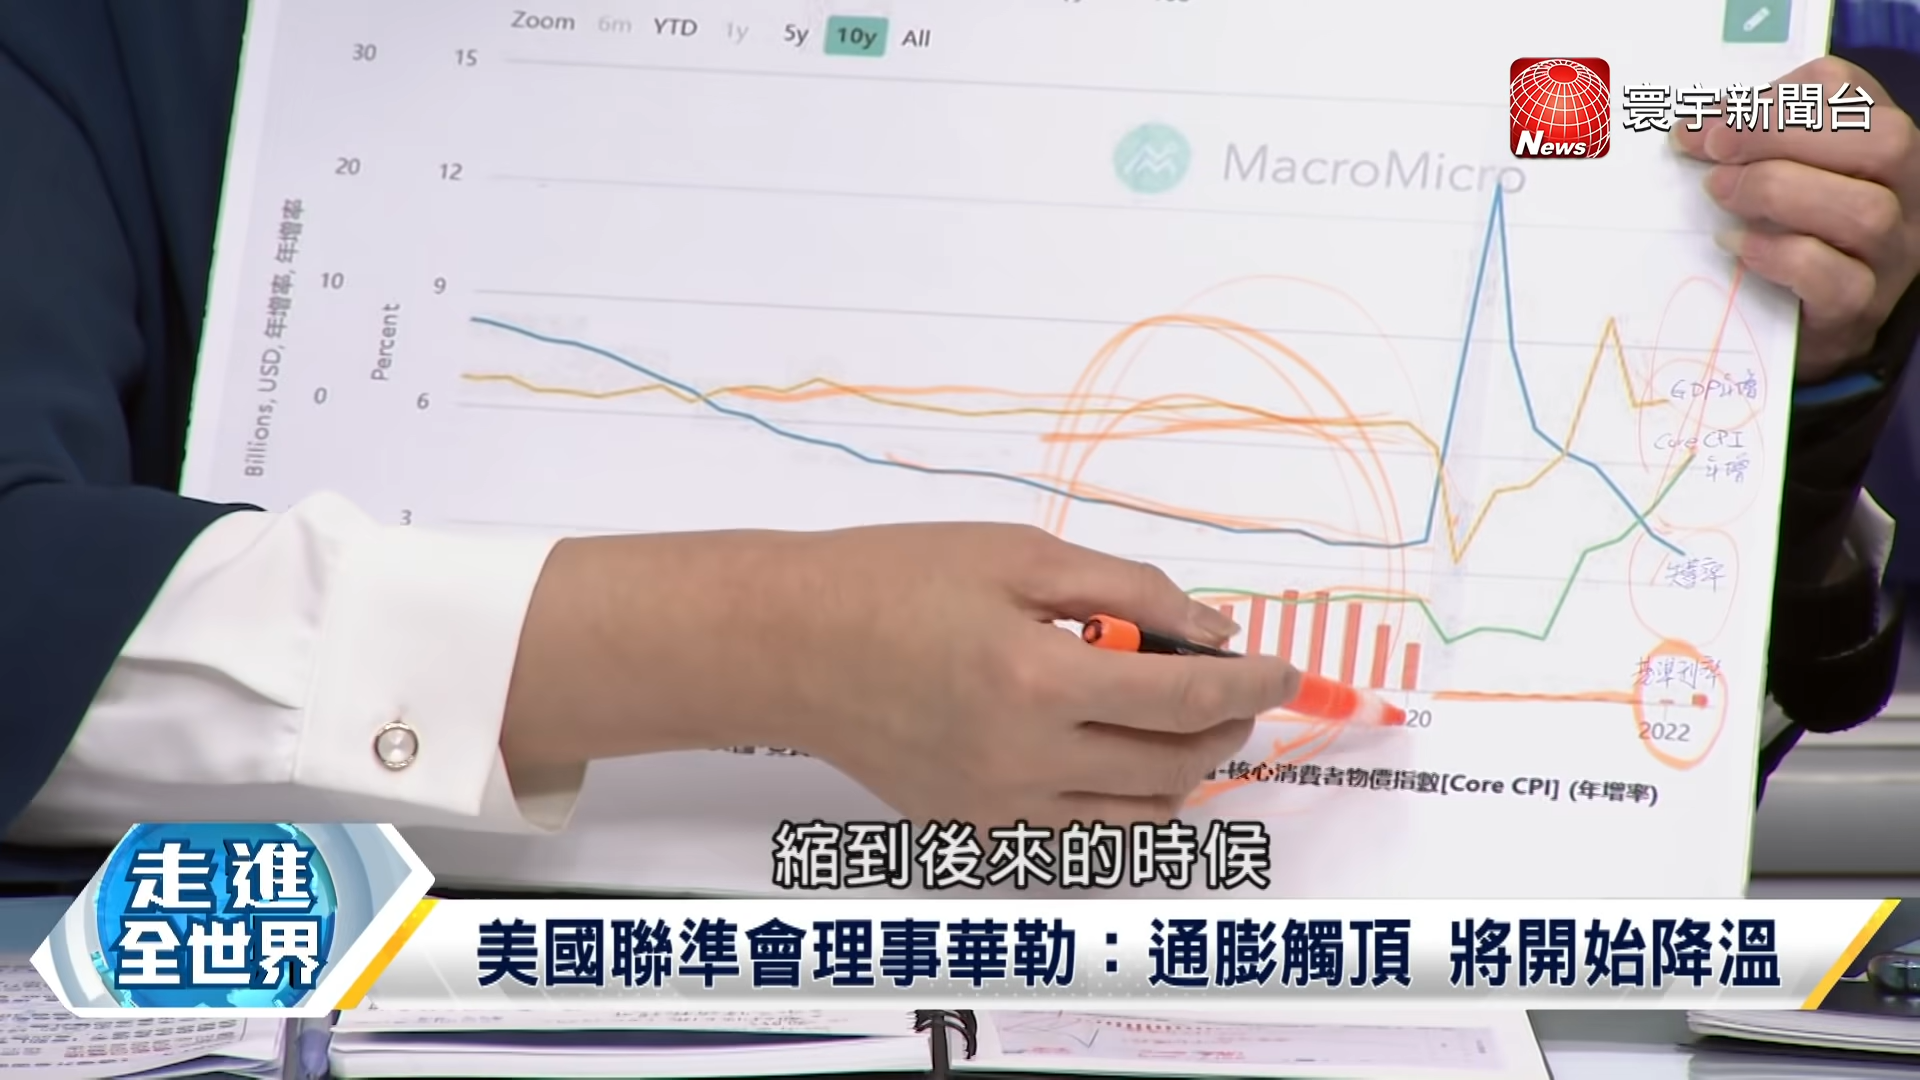 Zoom 6m YTD 1y 5y 10y All
30 15
News 寰宇新聞台
MacroMicro
20 12
10 9
0 6
3
Billions, USD, 年增率, 年增率
Percent
GDP年增
Core CPI
年增
失業率
基準利率
20
2022
-核心消費者物價指數[Core CPI] (年增率)
縮到後來的時候
走進
全世界
美國聯準會理事華勒：通膨觸頂 將開始降溫